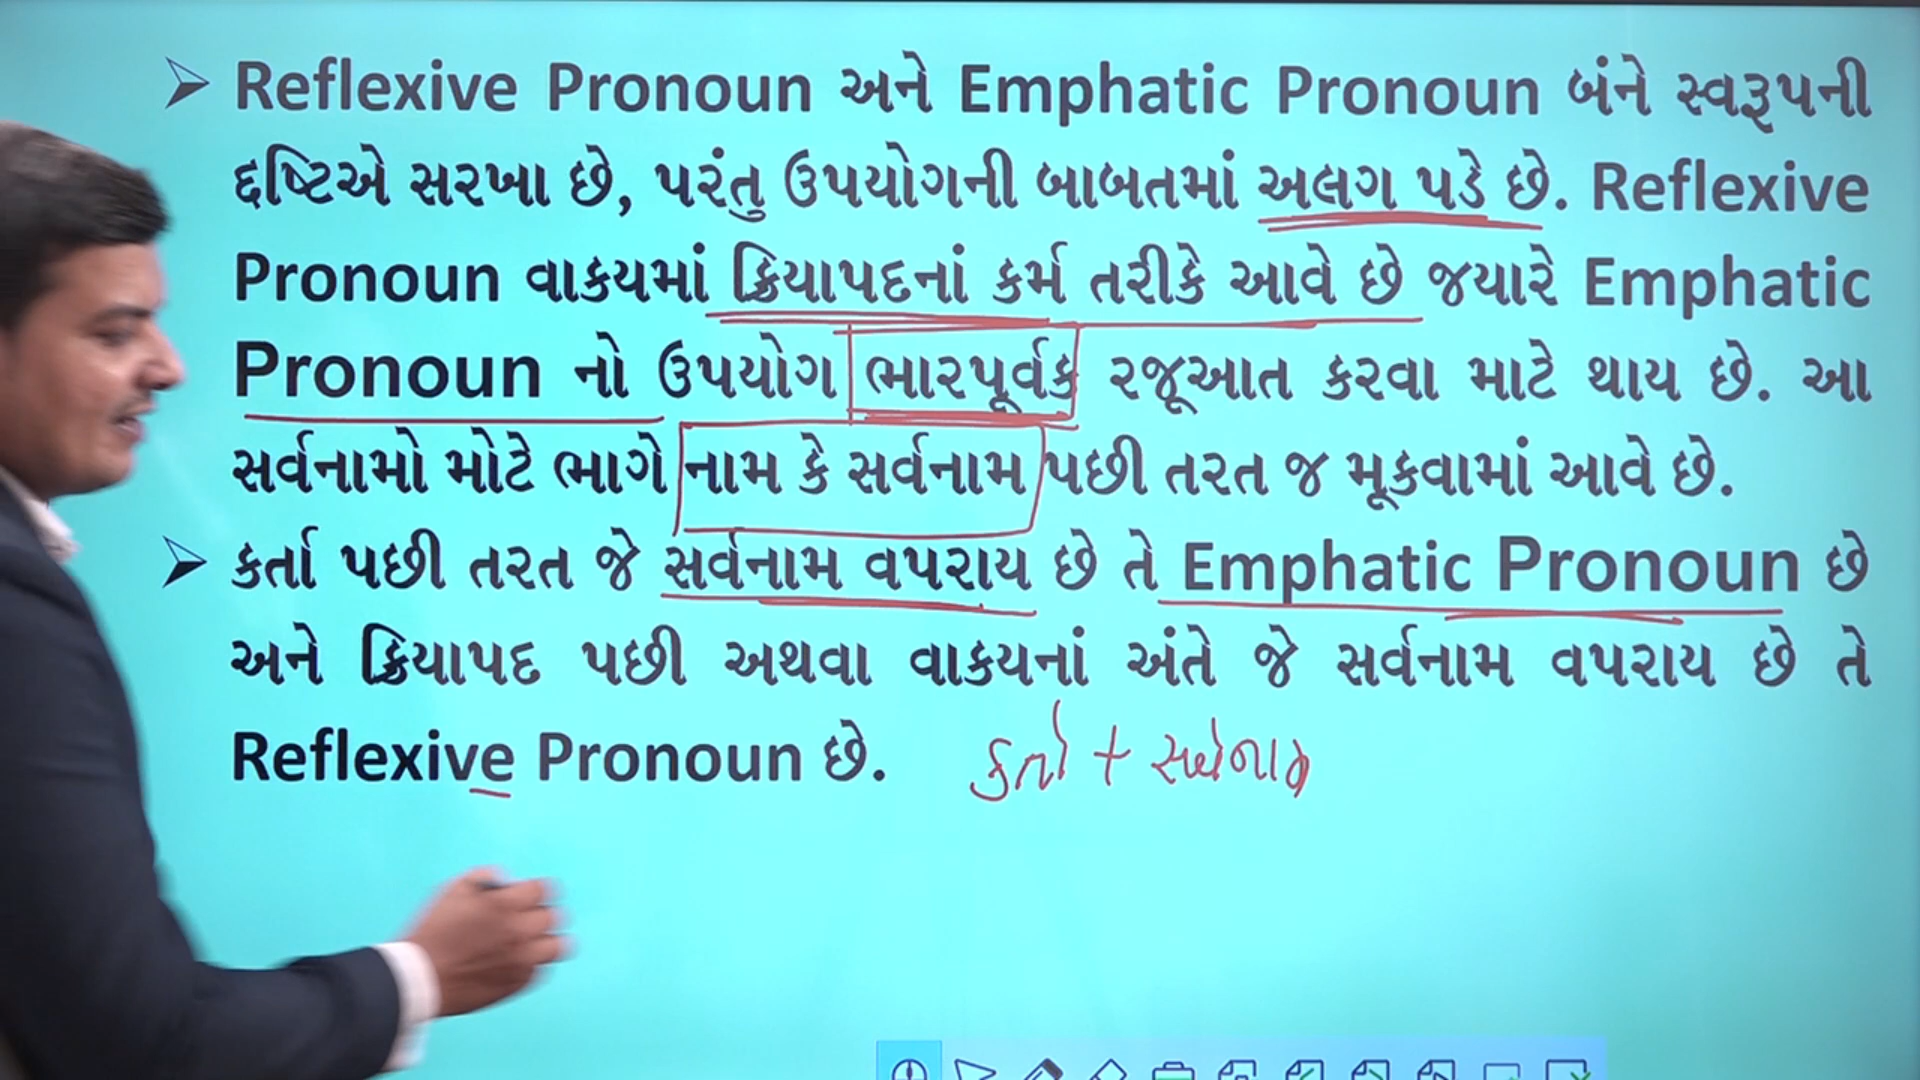 ➢ Reflexive Pronoun અને Emphatic Pronoun બંને સ્વરૂપની
દ્દષ્ટિએ સરખા છે, પરંતુ ઉપયોગની બાબતમાં અલગ પડે છે. Reflexive
Pronoun વાકયમાં ક્રિયાપદનાં કર્મ તરીકે આવે છે જયારે Emphatic
Pronoun નો ઉપયોગ ભારપૂર્વક રજૂઆત કરવા માટે થાય છે. આ
સર્વનામો મોટે ભાગે નામ કે સર્વનામ પછી તરત જ મૂકવામાં આવે છે.
➢ કર્તા પછી તરત જે સર્વનામ વપરાય છે તે Emphatic Pronoun છે
અને ક્રિયાપદ પછી અથવા વાકયનાં અંતે જે સર્વનામ વપરાય છે તે
Reflexive Pronoun છે. કર્તા + સર્વનામ